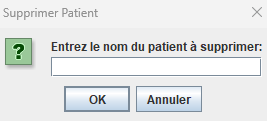 Supprimer Patient
Entrez le nom du patient à supprimer:
OK Annuler